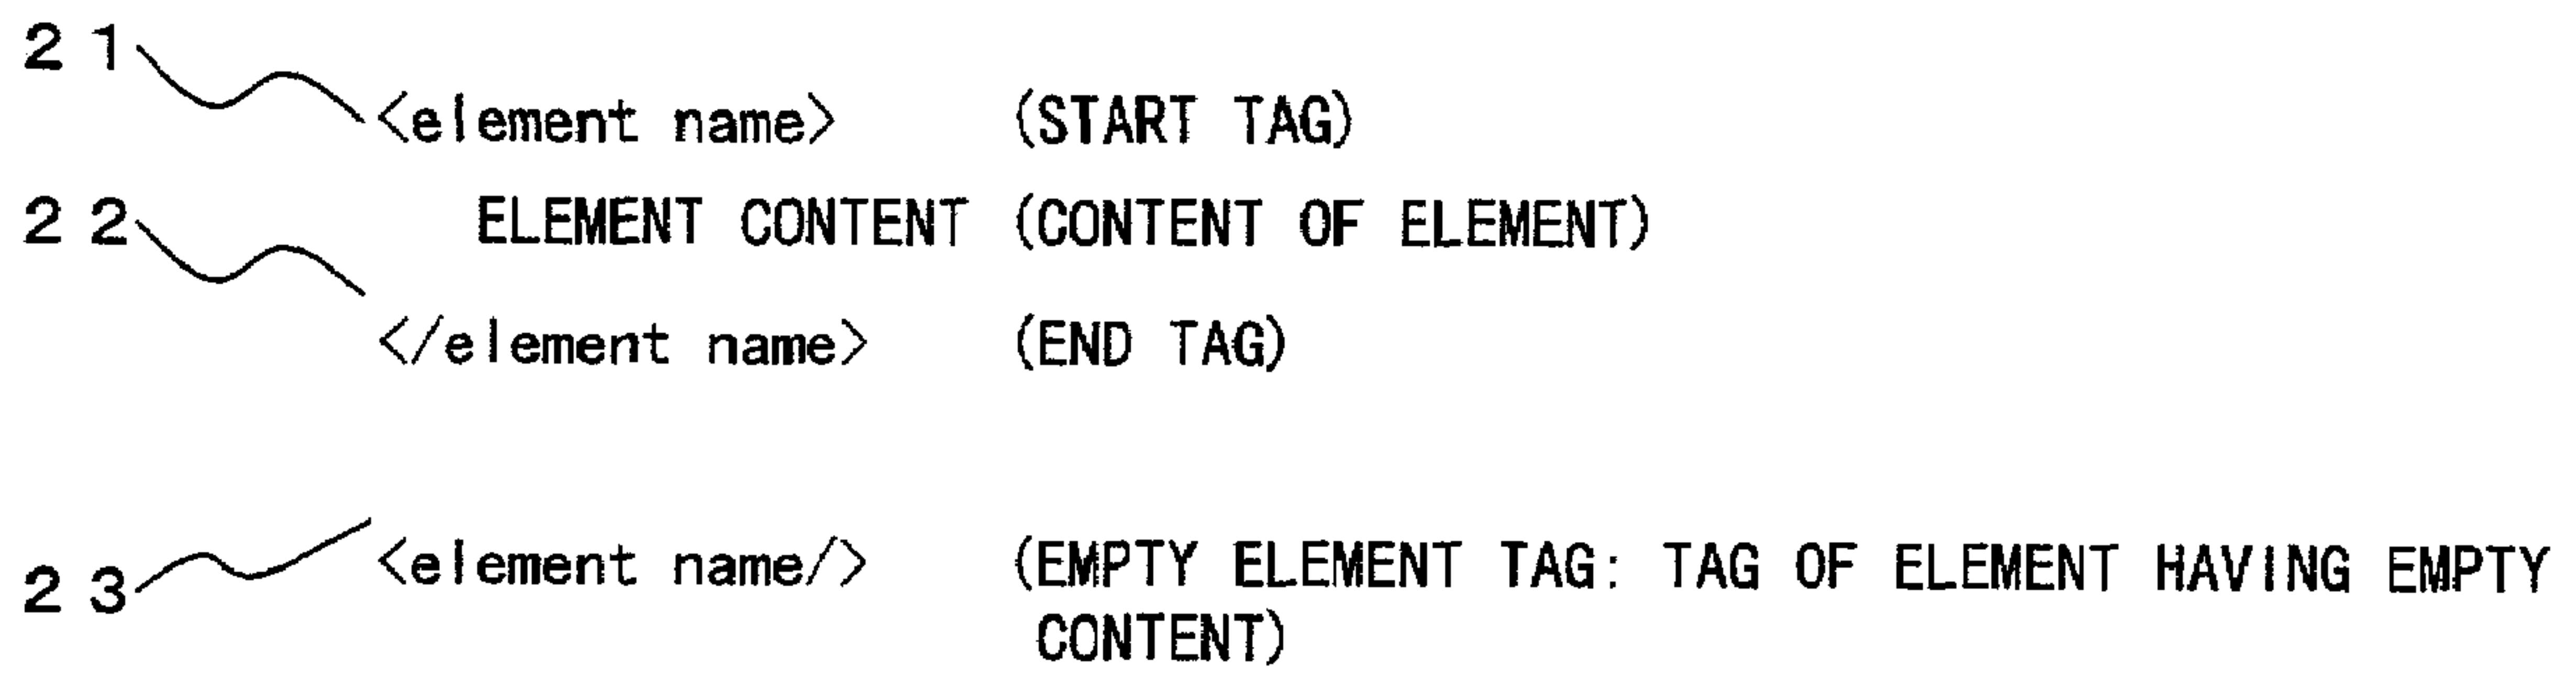 21
<element name> (START TAG)
22 ELEMENT CONTENT (CONTENT OF ELEMENT)
</element name> (END TAG)
23 <element name/> (EMPTY ELEMENT TAG: TAG OF ELEMENT HAVING EMPTY
CONTENT)